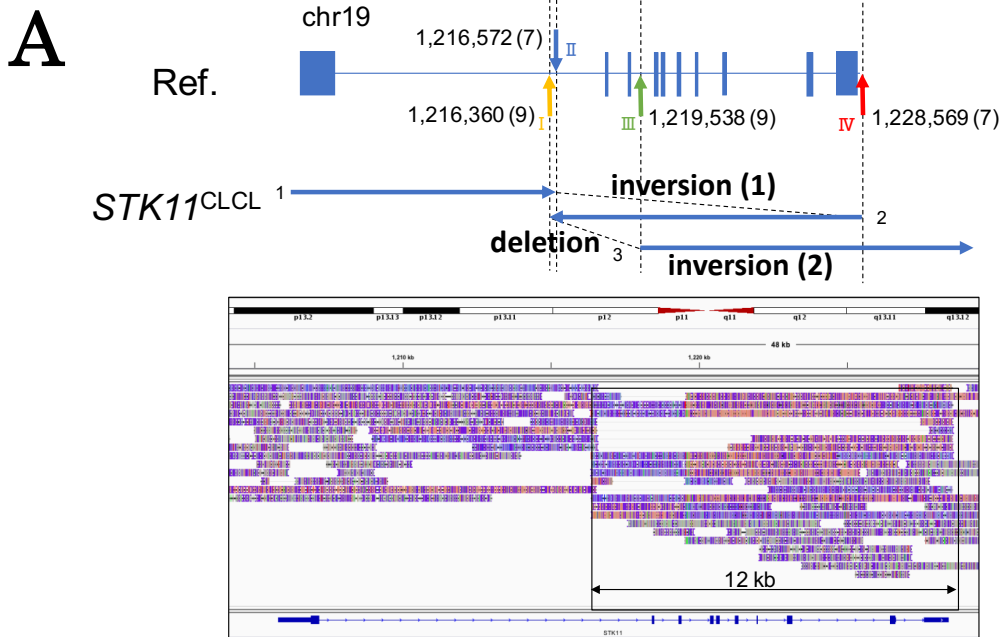 A
chr19
Ref.
1,216,572 (7)
Ⅱ
1,216,360 (9)
Ⅰ
Ⅲ
1,219,538 (9)
Ⅳ
1,228,569 (7)
STK11CLCL
1
inversion (1)
2
deletion
3
inversion (2)
p13.2 p13.13 p13.12 p13.11 p12 p11 q11 q12 q13.11 q13.12
48 kb
1,210 kb 1,220 kb
12 kb
STK11